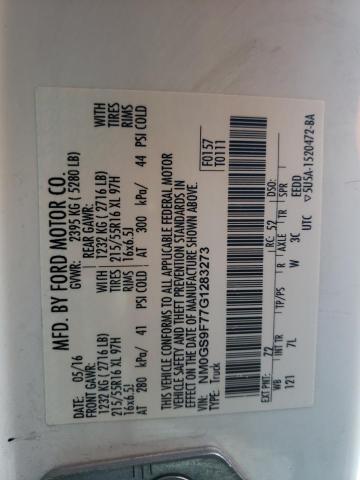 MFD. BY FORD MOTOR CO.
05/16 GVWR: 2395 KG ( 5280 LB)
FRONT GAWR: REAR GAWR:
1232 KG ( 2716 LB) 1232 KG ( 2716 LB) WITH
215/55R16 XL 97H 215/55R16 XL 97H TIRES
16x6.5J 16x6.5J RIMS
AT 280 kPa/ 41 PSI COLD AT 300 kPa/ 44 PSI COLD
WITH
TIRES
RIMS
THIS VEHICLE CONFORMS TO ALL APPLICABLE FEDERAL MOTOR
VEHICLE SAFETY AND THEFT PREVENTION STANDARDS IN
EFFECT ON THE DATE OF MANUFACTURE SHOWN ABOVE.
VIN: NM0GS9F77G1283273
TYPE: Truck
F0157
T0111
EXT PNT: Z2 RC: 52 DSO:
WB INT TR TP/PS R AXLE TR SPR
121 7L W 3C EEDD
UTC ▽5U5A-1520472-BA